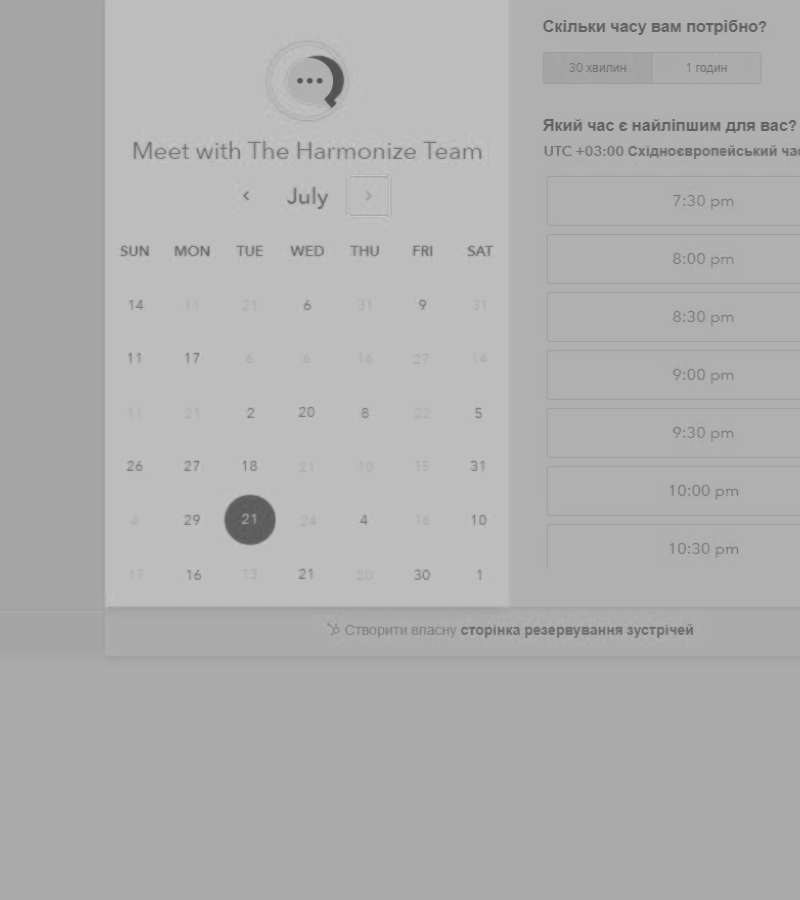 Meet with The Harmonize Team
July
SUN MON TUE WED THU FRI SAT
14 11 21 6 31 9 31
11 17 6 6 16 27 14
11 21 2 20 8 22 5
26 27 18 21 10 15 31
4 29 21 24 4 16 10
17 16 13 21 20 30 1
Скільки часу вам потрібно?
30 хвилин 1 годин
Який час є найліпшим для вас?
UTC +03:00 Східноєвропейський
7:30 pm
8:00 pm
8:30 pm
9:00 pm
9:30 pm
10:00 pm
10:30 pm
Створити власну сторінка резервування зустрічей